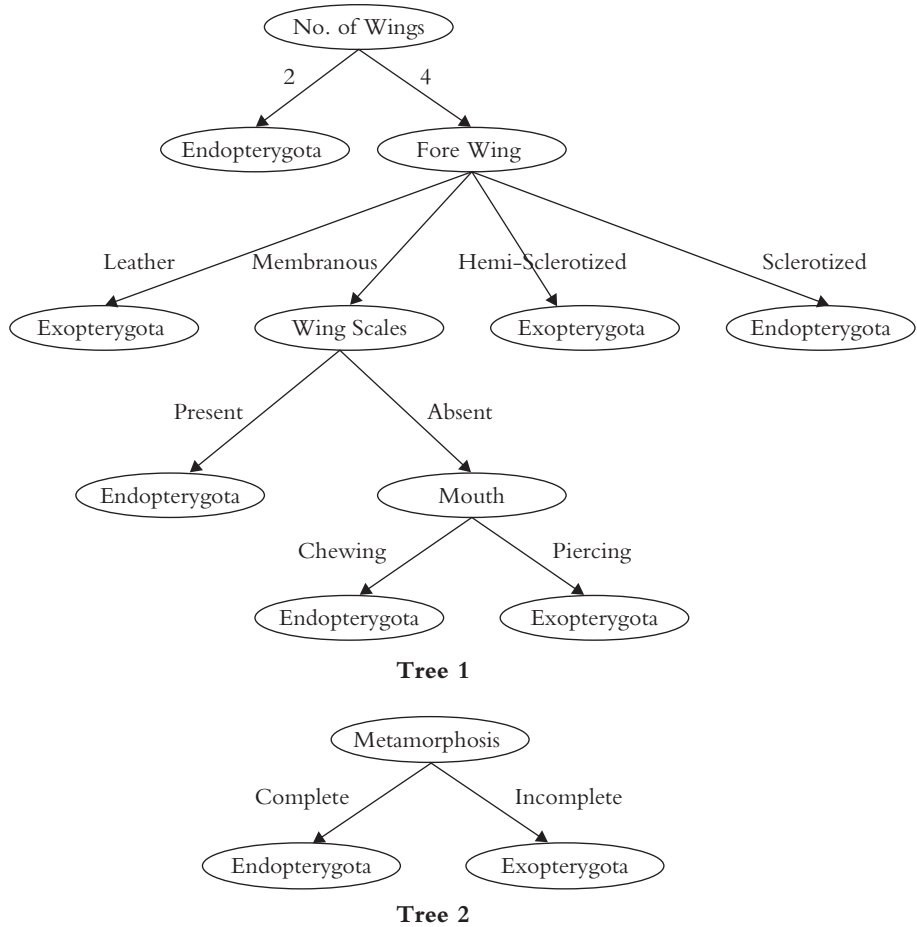 No. of Wings
2 4
Endopterygota Fore Wing
Leather Membranous Hemi-Sclerotized Sclerotized
Exopterygota Wing Scales Exopterygota Endopterygota
Present Absent
Endopterygota Mouth
Chewing Piercing
Endopterygota Exopterygota
Tree 1
Metamorphosis
Complete Incomplete
Endopterygota Exopterygota
Tree 2